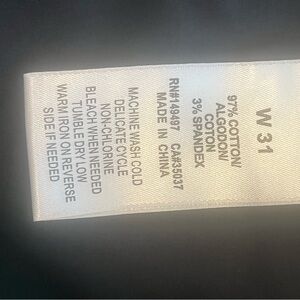 W 31
97% COTTON/
ALGODON/
COTON
3% SPANDEX
RN#149497 CA#35037
MADE IN CHINA
MACHINE WASH COLD
DELICATE CYCLE
NON-CHLORINE
BLEACH WHEN NEEDED
TUMBLE DRY LOW
WARM IRON ON REVERSE
SIDE IF NEEDED